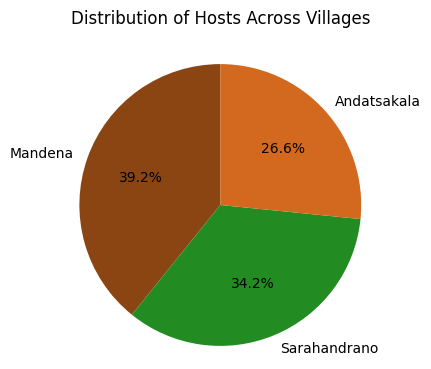 Distribution of Hosts Across Villages
Andatsakala
26.6%
Mandena
39.2%
34.2%
Sarahandrano